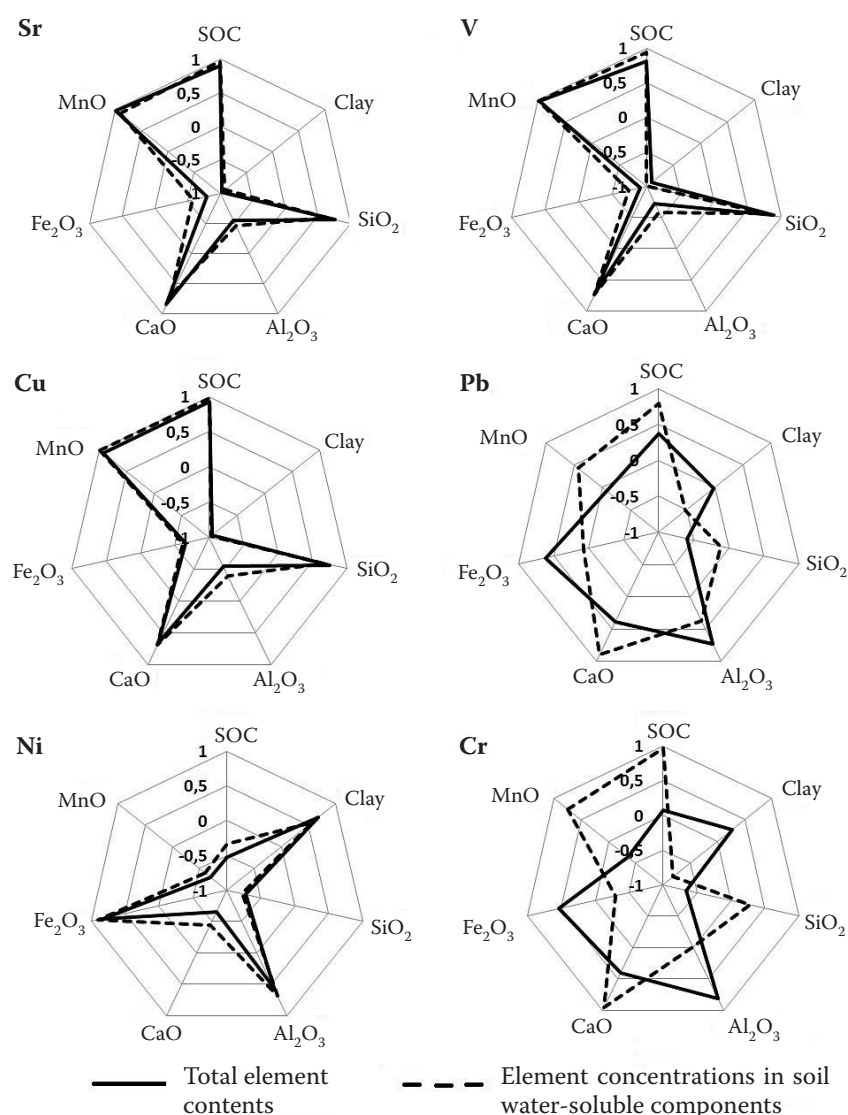 Sr
SOC
1
0,5
0
-0,5
-1
MnO
Clay
Fe₂O₃
SiO₂
CaO
Al₂O₃
V
SOC
1
0,5
0
-0,5
-1
MnO
Clay
Fe₂O₃
SiO₂
CaO
Al₂O₃
Cu
SOC
1
0,5
0
-0,5
-1
MnO
Clay
Fe₂O₃
SiO₂
CaO
Al₂O₃
Pb
SOC
1
0,5
0
-0,5
-1
MnO
Clay
Fe₂O₃
SiO₂
CaO
Al₂O₃
Ni
SOC
1
0,5
0
-0,5
-1
MnO
Clay
Fe₂O₃
SiO₂
CaO
Al₂O₃
Cr
SOC
1
0,5
0
-0,5
-1
MnO
Clay
Fe₂O₃
SiO₂
CaO
Al₂O₃
Total element
contents
Element concentrations in soil
water-soluble components